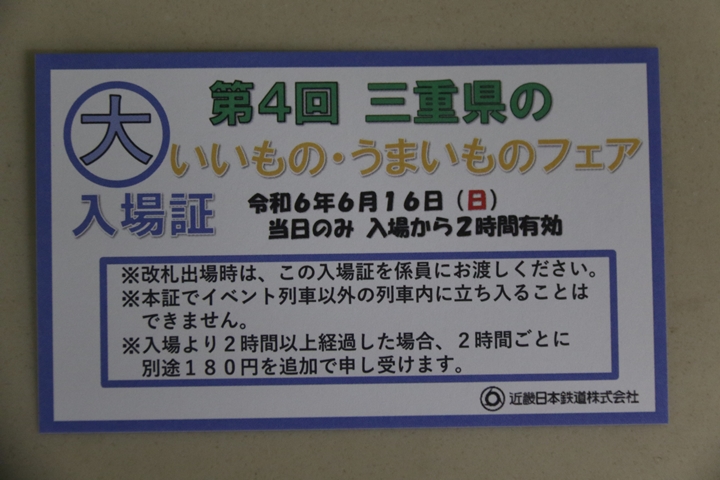 大
第4回 三重県の
いいもの・うまいものフェア
入場証
令和6年6月16日（日）
当日のみ 入場から2時間有効
※改札出場時は、この入場証を係員にお渡しください。
※本証でイベント列車以外の列車内に立ち入ることは
できません。
※入場より２時間以上経過した場合、２時間ごとに
別途１８０円を追加で申し受けます。
近畿日本鉄道株式会社